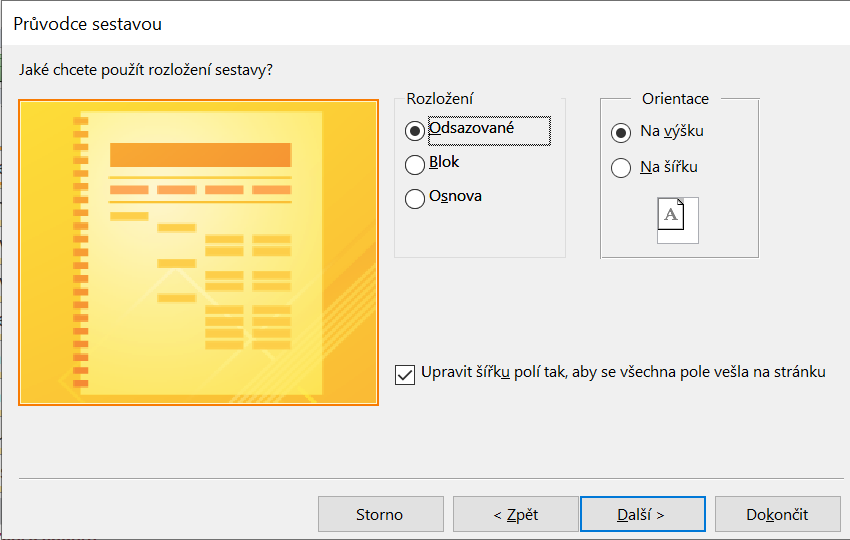 Průvodce sestavou
Jaké chcete použít rozložení sestavy?
Rozložení
Odsazované
Blok
Osnova
Orientace
Na výšku
Na šířku
A
Upravit šířku polí tak, aby se všechna pole vešla na stránku
Storno
< Zpět
Další >
Dokončit